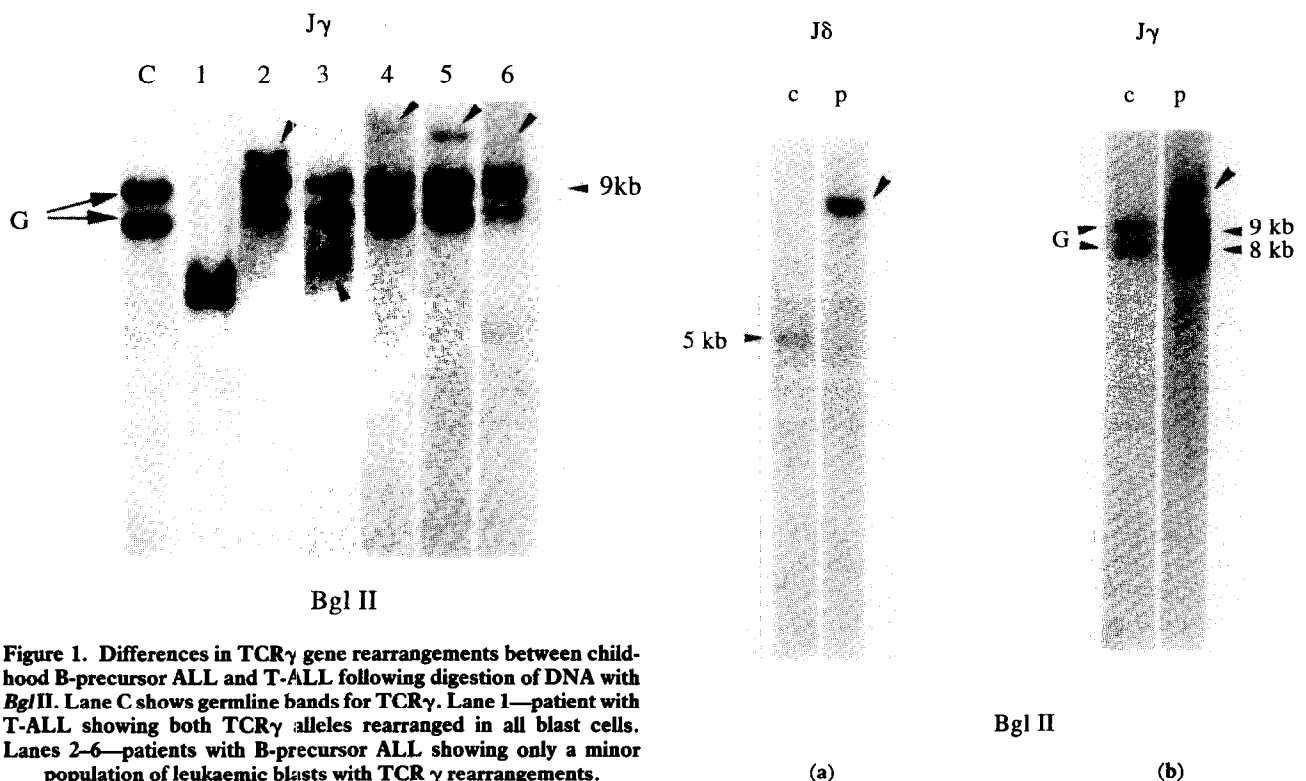 Jγ
C 1 2 3 4 5 6
G
9kb
Bgl II
Figure 1. Differences in TCRγ gene rearrangements between child-
hood B-precursor ALL and T-ALL following digestion of DNA with
BglII. Lane C shows germline bands for TCRγ. Lane 1—patient with
T-ALL showing both TCRγ alleles rearranged in all blast cells.
Lanes 2–6—patients with B-precursor ALL showing only a minor
population of leukaemic blasts with TCR γ rearrangements.
Jδ
c p
5 kb
Jγ
c p
G
9 kb
8 kb
Bgl II
(a) (b)